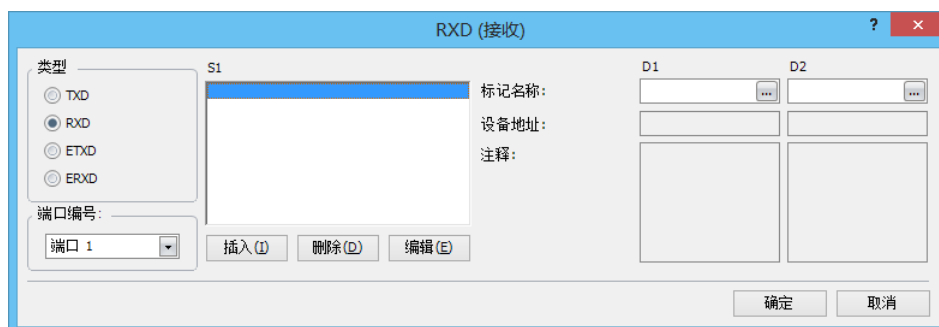 RXD (接收)
? ×
类型
TXD
RXD
ETXD
ERXD
端口编号:
端口 1
S1
插入(I) 删除(D) 编辑(E)
D1 D2
标记名称: ... ...
设备地址:
注释:
确定 取消